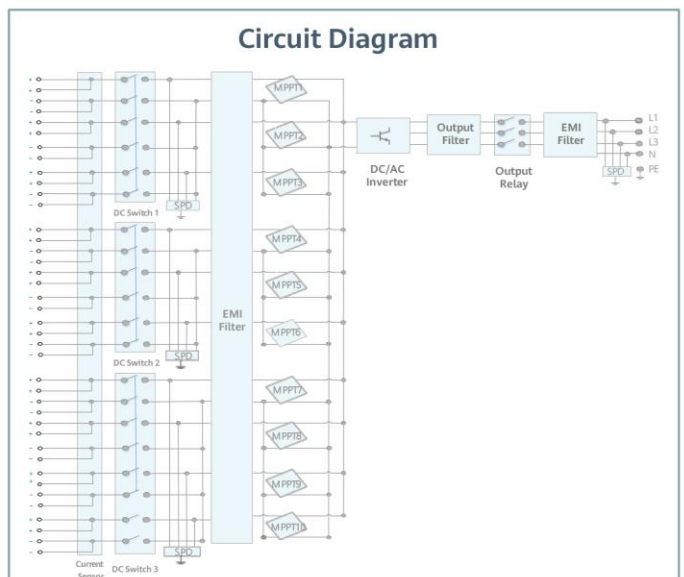 Circuit Diagram
MPPT1
MPPT2
MPPT3
MPPT4
MPPT5
MPPT6
MPPT7
MPPT8
MPPT9
MPPT10
DC Switch 1
SPD
DC Switch 2
SPD
DC Switch 3
SPD
Current
Sensor
EMI
Filter
DC/AC
Inverter
Output
Filter
Output
Relay
EMI
Filter
L1
L2
L3
N
PE
SPD